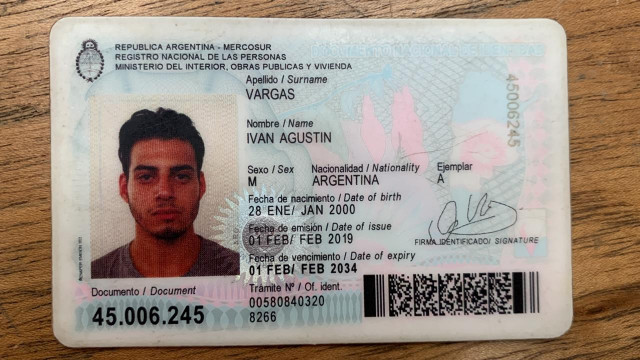 REPUBLICA ARGENTINA - MERCOSUR
REGISTRO NACIONAL DE LAS PERSONAS
MINISTERIO DEL INTERIOR, OBRAS PUBLICAS Y VIVIENDA
Apellido / Surname
VARGAS
Nombre / Name
IVAN AGUSTIN
Sexo / Sex Nacionalidad / Nationality Ejemplar
M ARGENTINA A
Fecha de nacimiento / Date of birth
28 ENE/ JAN 2000
Fecha de emisión / Date of issue
01 FEB/ FEB 2019
FIRMA IDENTIFICADO/ SIGNATURE
Fecha de vencimiento / Date of expiry
01 FEB/ FEB 2034
Documento / Document
45.006.245
Trámite N° / Of. ident.
00580840320
8266
45006245